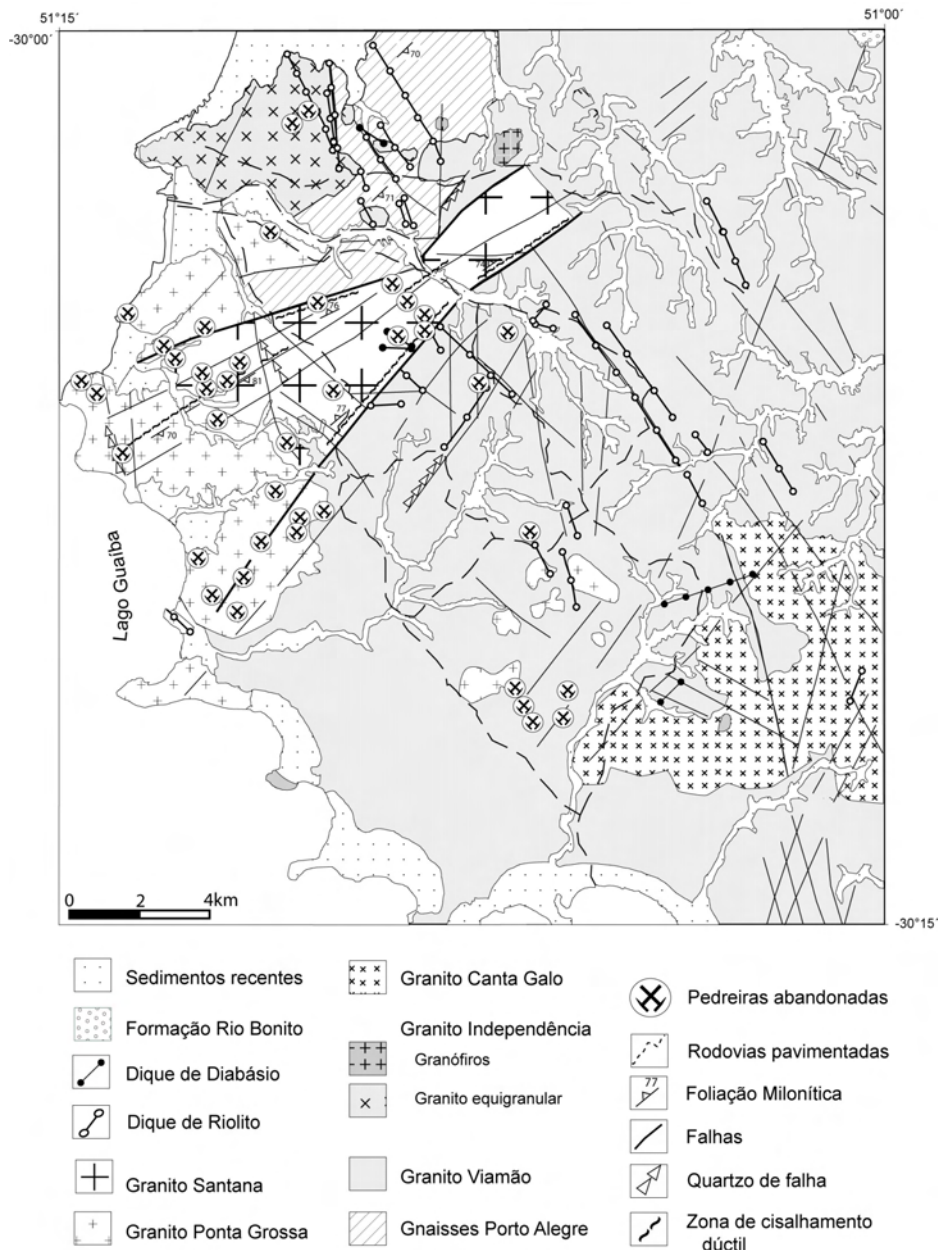 51°15'
51°00'
-30°00'
70
71
74
76
81
77
70
Lago Guaíba
0 2 4km
-30°15'
Sedimentos recentes
Formação Rio Bonito
Dique de Diabásio
Dique de Riolito
Granito Santana
Granito Ponta Grossa
Granito Canta Galo
Granito Independência
Granófiros
Granito equigranular
Granito Viamão
Gnaisses Porto Alegre
Pedreiras abandonadas
Rodovias pavimentadas
77
Foliação Milonítica
Falhas
Quartzo de falha
Zona de cisalhamento
dúctil